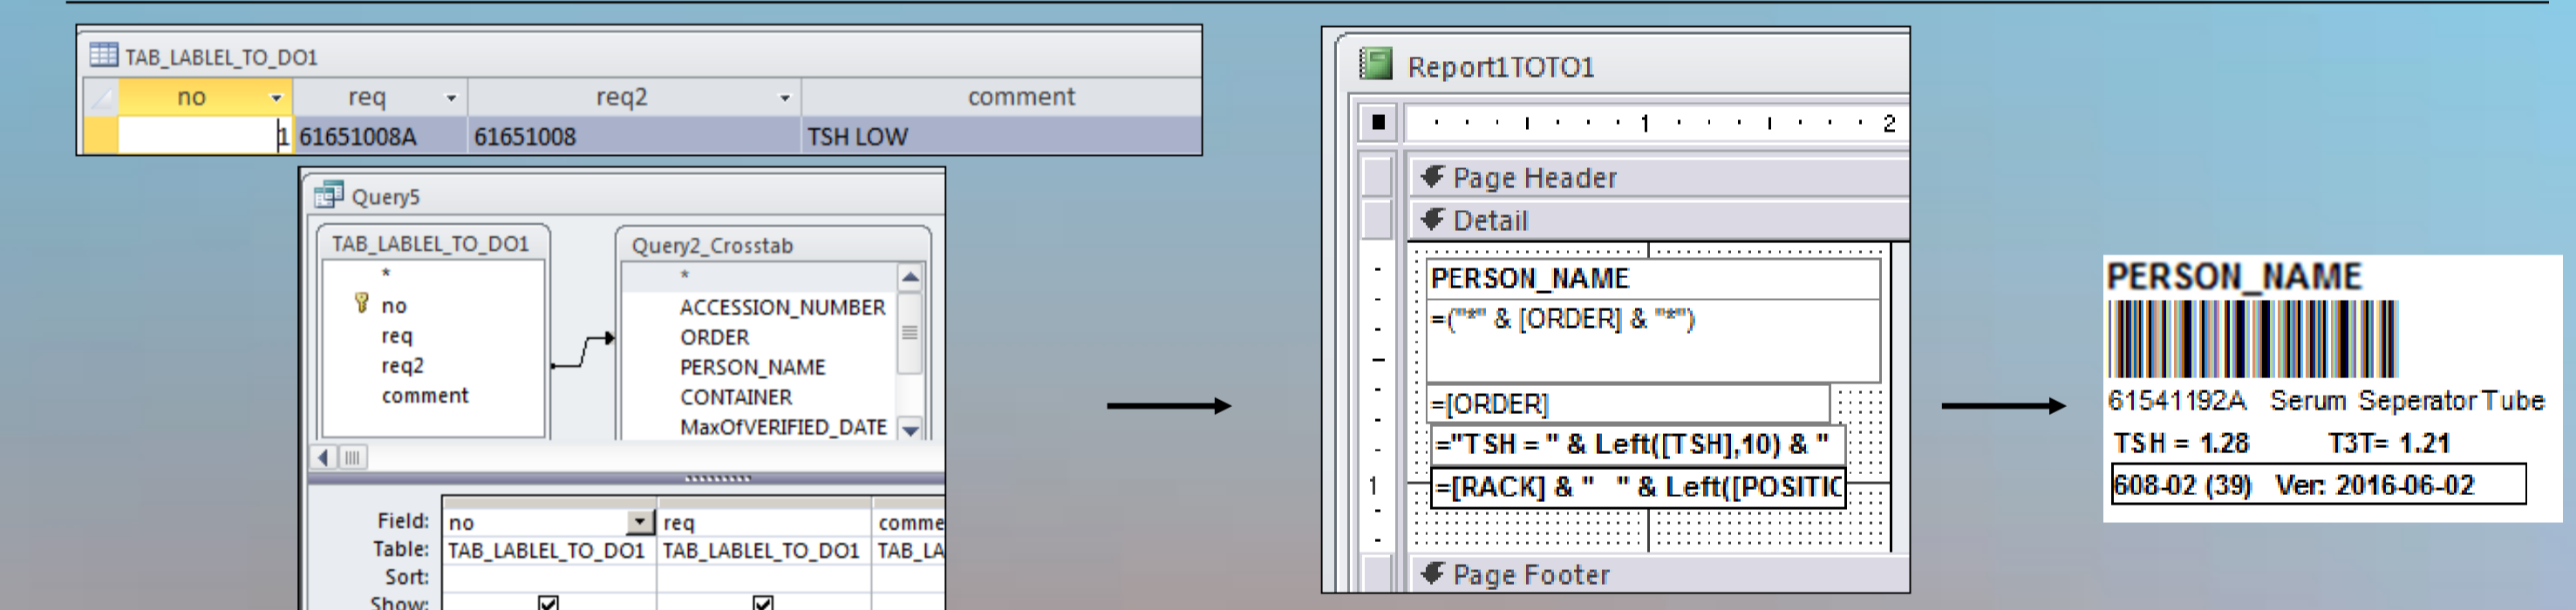 TAB_LABLEL_TO_DO1
no req req2 comment
1 61651008A 61651008 TSH LOW
Query5
TAB_LABLEL_TO_DO1
*
no
req
req2
comment
Query2_Crosstab
*
ACCESSION_NUMBER
ORDER
PERSON_NAME
CONTAINER
MaxOfVERIFIED_DATE
Field: no req comme
Table: TAB_LABLEL_TO_DO1 TAB_LABLEL_TO_DO1 TAB_LA
Sort:
Show:
Report1TOTO1
1 2
Page Header
Detail
PERSON_NAME
=("*" & [ORDER] & "*")
=[ORDER]
="TSH = " & Left([TSH],10) & "
1 =[RACK] & "   " & Left([POSITIC
Page Footer
PERSON_NAME
61541192A Serum Seperator Tube
TSH = 1.28 T3T= 1.21
608-02 (39) Ver: 2016-06-02